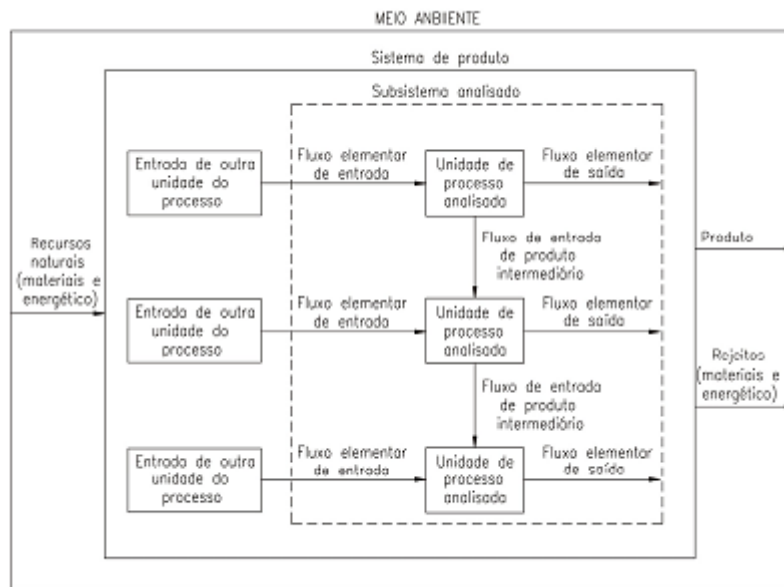 MEIO ANBIENTE
Sistema de produto
Subsistema analisado
Entrada de outra
unidade do
processo
Fluxo elementar
de entrada
Unidade de
processo
analisado
Fluxo elementar
de saída
Fluxo de entrada
de produto
intermediário
Recursos
naturais
(materiais e
energético)
Produto
Entrada de outra
unidade do
processo
Fluxo elementar
de entrada
Unidade de
processo
analisado
Fluxo elementar
de saída
Rejeitos
(materiais e
energético)
Fluxo de entrada
de produto
intermediário
Entrada de outra
unidade do
processo
Fluxo elementar
de entrada
Unidade de
processo
analisado
Fluxo elementar
de saída